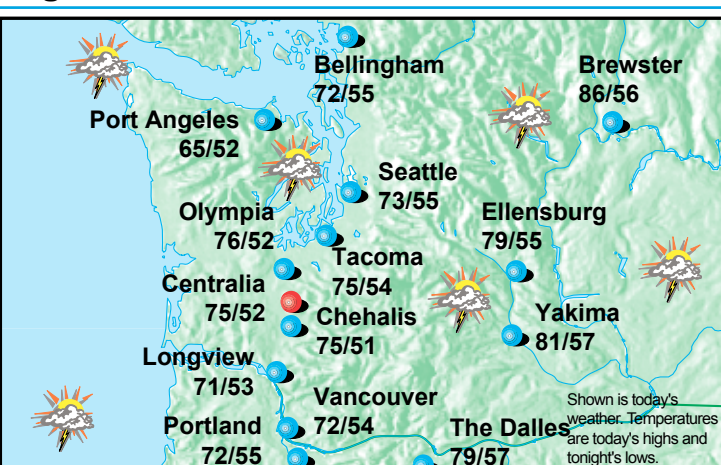 Bellingham
72/55
Brewster
86/56
Port Angeles
65/52
Seattle
73/55
Olympia
76/52
Ellensburg
79/55
Tacoma
75/54
Centralia
75/52
Chehalis
75/51
Yakima
81/57
Longview
71/53
Vancouver
72/54
Portland
72/55
The Dalles
79/57
Shown is today's
weather. Temperatures
are today's highs and
tonight's lows.